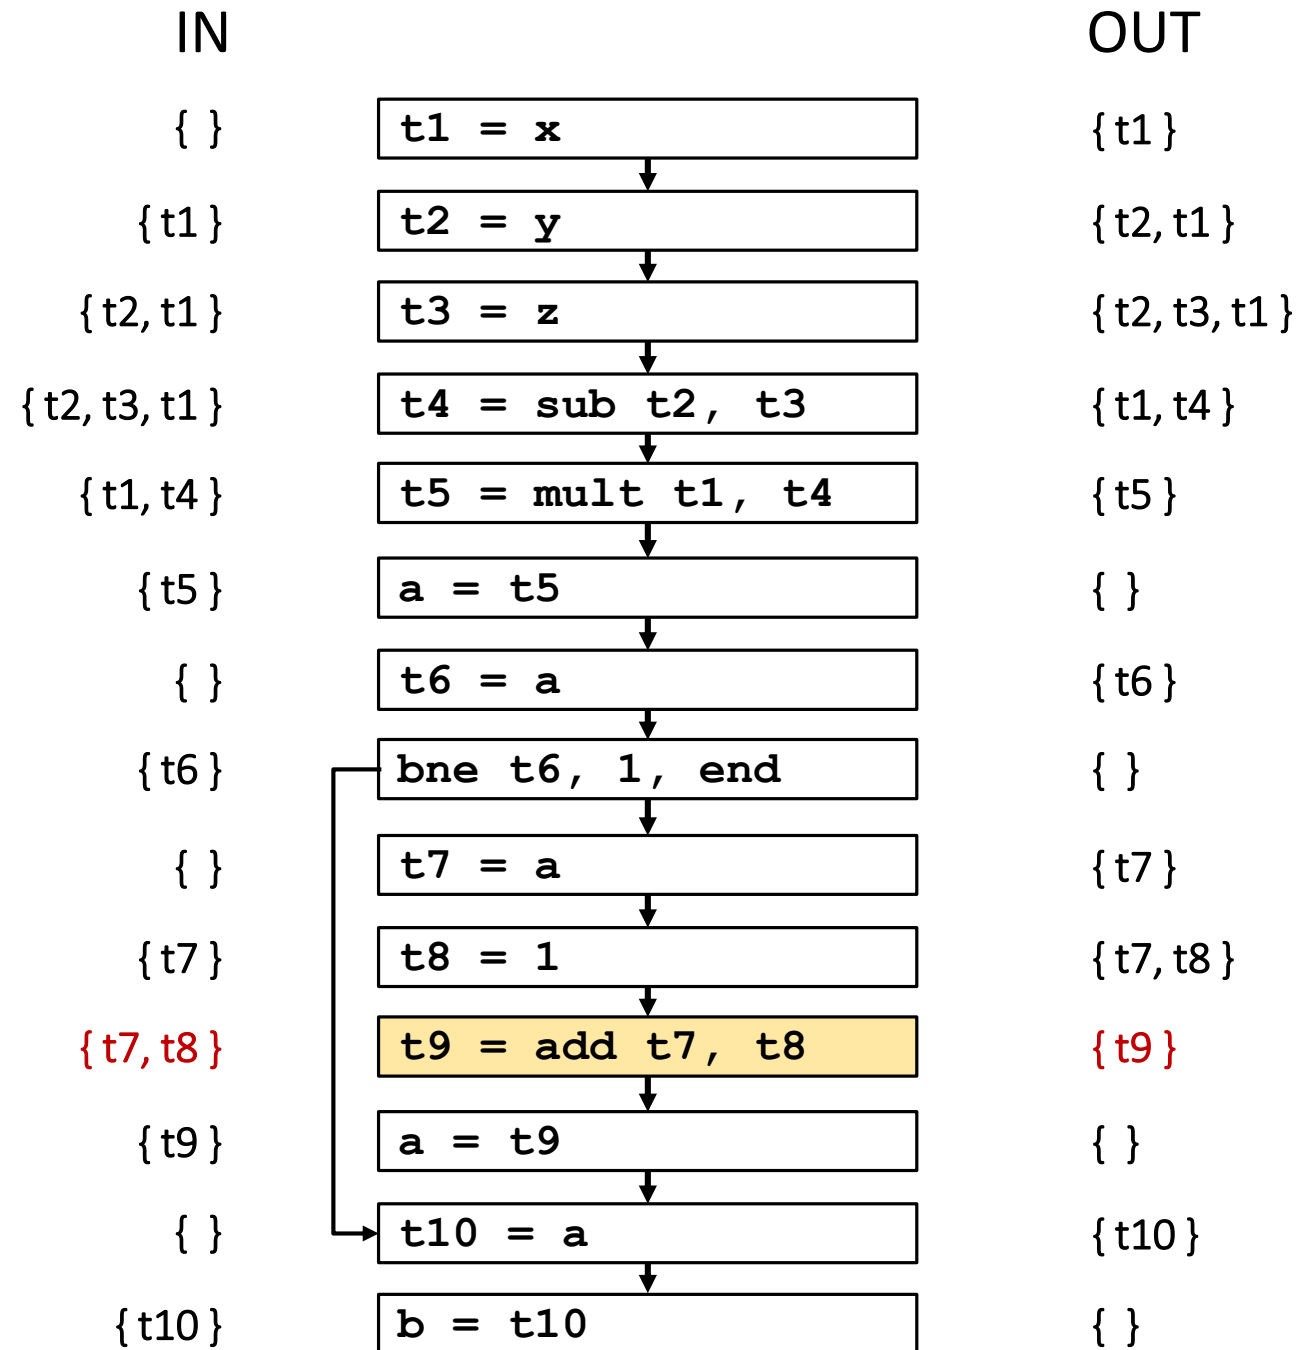 IN OUT
{ } t1 = x { t1 }
{ t1 } t2 = y { t2, t1 }
{ t2, t1 } t3 = z { t2, t3, t1 }
{ t2, t3, t1 } t4 = sub t2, t3 { t1, t4 }
{ t1, t4 } t5 = mult t1, t4 { t5 }
{ t5 } a = t5 { }
{ } t6 = a { t6 }
{ t6 } bne t6, 1, end { }
{ } t7 = a { t7 }
{ t7 } t8 = 1 { t7, t8 }
{ t7, t8 } t9 = add t7, t8 { t9 }
{ t9 } a = t9 { }
{ } t10 = a { t10 }
{ t10 } b = t10 { }